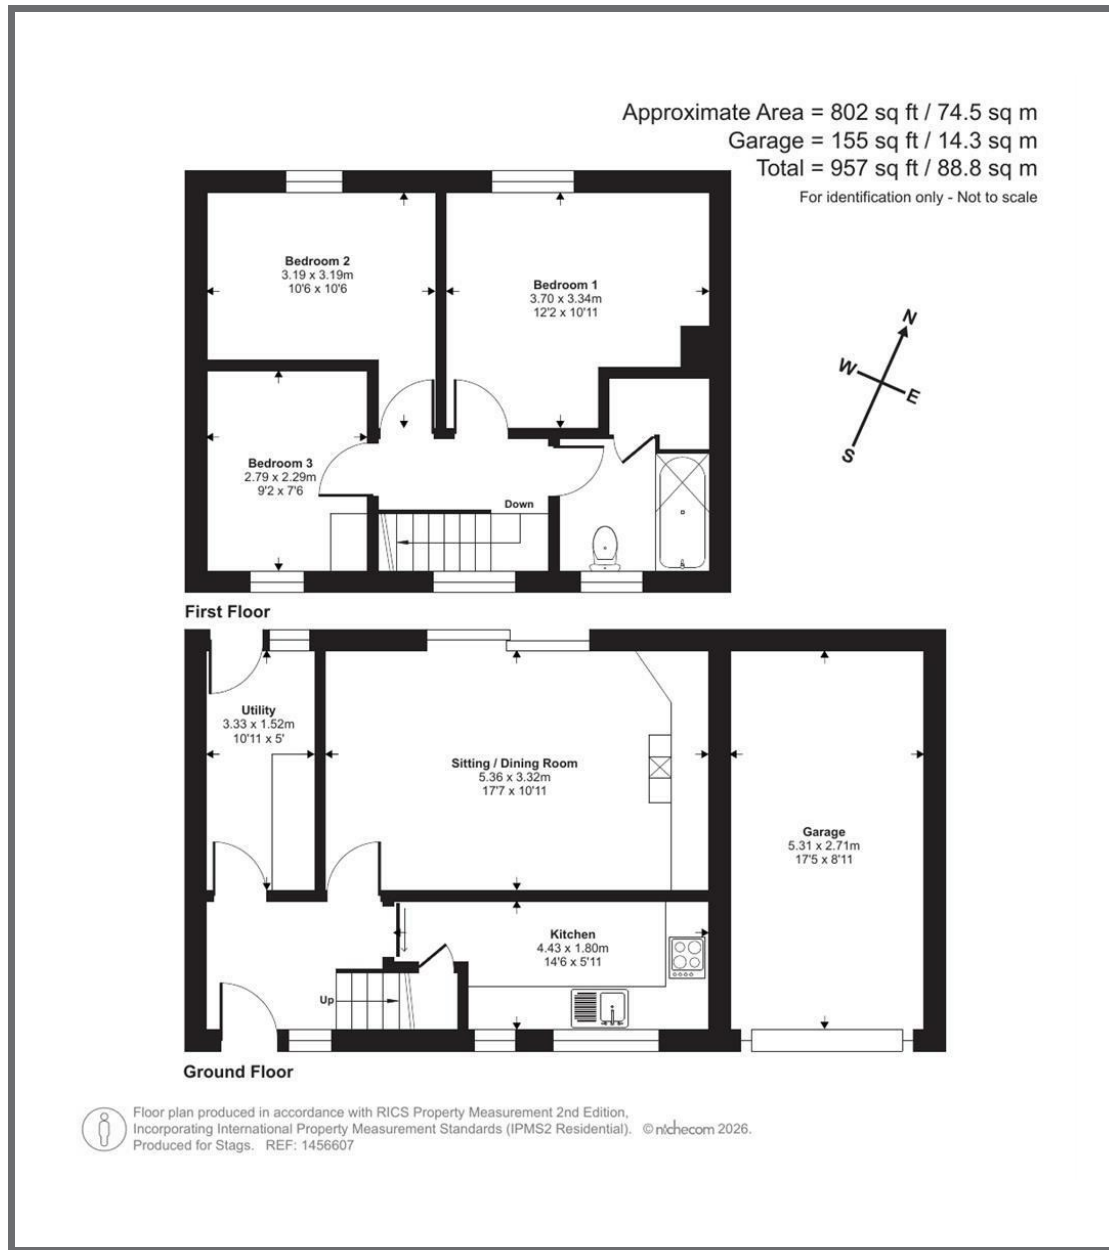 Approximate Area = 802 sq ft / 74.5 sq m
Garage = 155 sq ft / 14.3 sq m
Total = 957 sq ft / 88.8 sq m
For identification only - Not to scale
Bedroom 2
3.19 x 3.19m
10'6 x 10'6
Bedroom 1
3.70 x 3.34m
12'2 x 10'11
N
W
E
S
Bedroom 3
2.79 x 2.29m
9'2 x 7'6
Down
First Floor
Utility
3.33 x 1.52m
10'11 x 5'
Sitting / Dining Room
5.36 x 3.32m
17'7 x 10'11
Garage
5.31 x 2.71m
17'5 x 8'11
Kitchen
4.43 x 1.80m
14'6 x 5'11
Up
Ground Floor
Floor plan produced in accordance with RICS Property Measurement 2nd Edition,
Incorporating International Property Measurement Standards (IPMS2 Residential). © nichecom 2026.
Produced for Stags. REF: 1456607